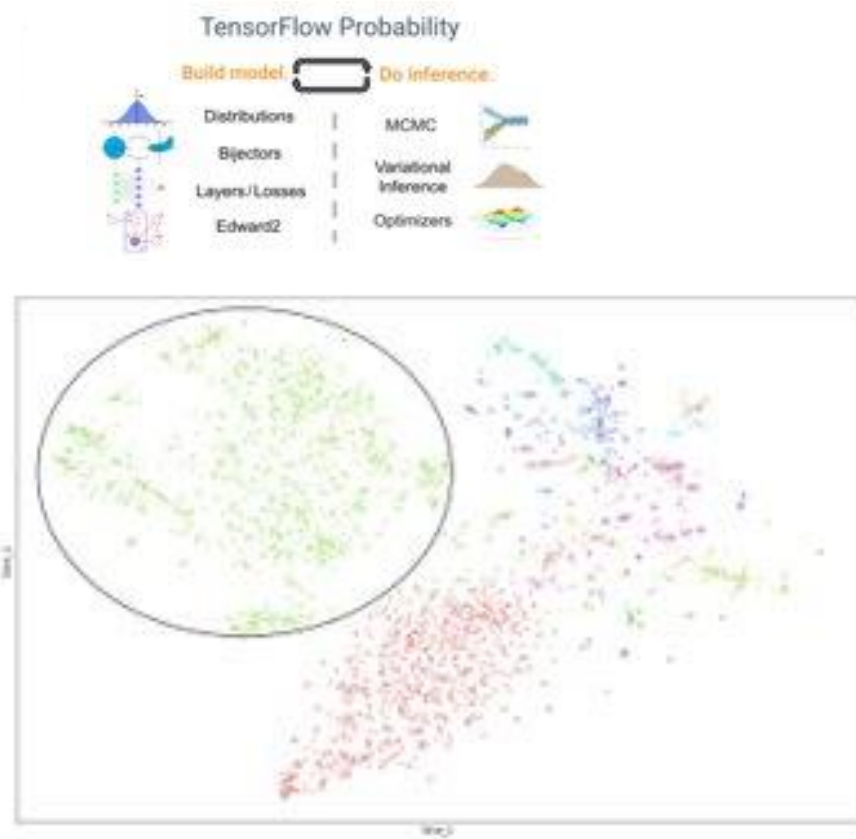 TensorFlow Probability
Build model.
Do inference.
Distributions
Bijectors
Layers/Losses
Edward2
MCMC
Variational
Inference
Optimizers